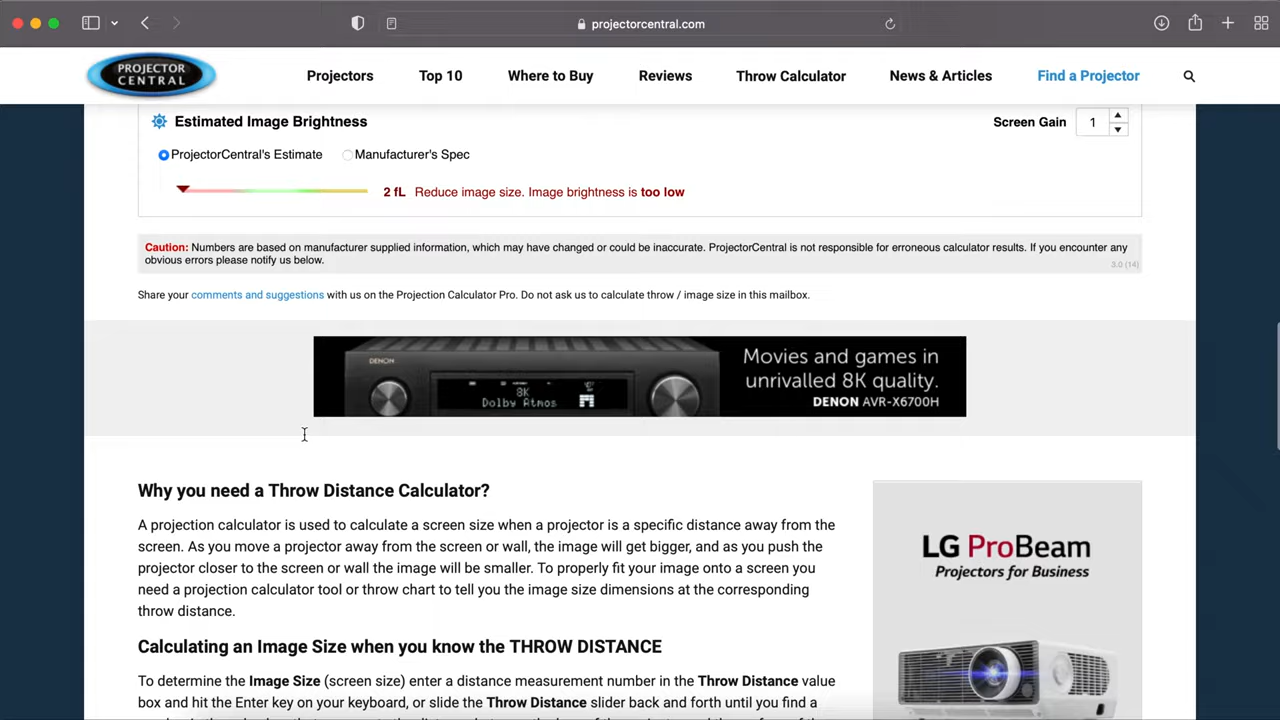 projectorcentral.com
PROJECTOR
CENTRAL
Projectors Top 10 Where to Buy Reviews Throw Calculator News & Articles Find a Projector
Estimated Image Brightness
Screen Gain 1
ProjectorCentral's Estimate Manufacturer's Spec
2 fL Reduce image size. Image brightness is too low
Caution: Numbers are based on manufacturer supplied information, which may have changed or could be inaccurate. ProjectorCentral is not responsible for erroneous calculator results. If you encounter any
obvious errors please notify us below.
3.0 (14)
Share your comments and suggestions with us on the Projection Calculator Pro. Do not ask us to calculate throw / image size in this mailbox.
DENON
8K
Dolby Atmos
Movies and games in
unrivalled 8K quality.
DENON AVR-X6700H
Why you need a Throw Distance Calculator?
A projection calculator is used to calculate a screen size when a projector is a specific distance away from the
screen. As you move a projector away from the screen or wall, the image will get bigger, and as you push the
projector closer to the screen or wall the image will be smaller. To properly fit your image onto a screen you
need a projection calculator tool or throw chart to tell you the image size dimensions at the corresponding
throw distance.
LG ProBeam
Projectors for Business
Calculating an Image Size when you know the THROW DISTANCE
To determine the Image Size (screen size) enter a distance measurement number in the Throw Distance value
box and hit the Enter key on your keyboard, or slide the Throw Distance slider back and forth until you find a